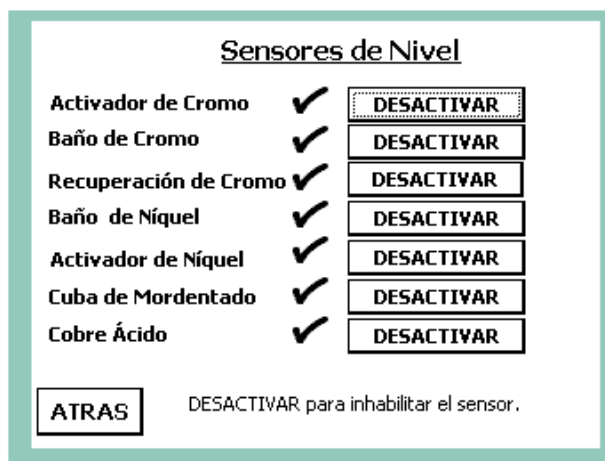 Sensores de Nivel
Activador de Cromo ✔ DESACTIVAR
Baño de Cromo ✔ DESACTIVAR
Recuperación de Cromo ✔ DESACTIVAR
Baño de Níquel ✔ DESACTIVAR
Activador de Níquel ✔ DESACTIVAR
Cuba de Mordentado ✔ DESACTIVAR
Cobre Ácido ✔ DESACTIVAR
ATRAS DESACTIVAR para inhabilitar el sensor.